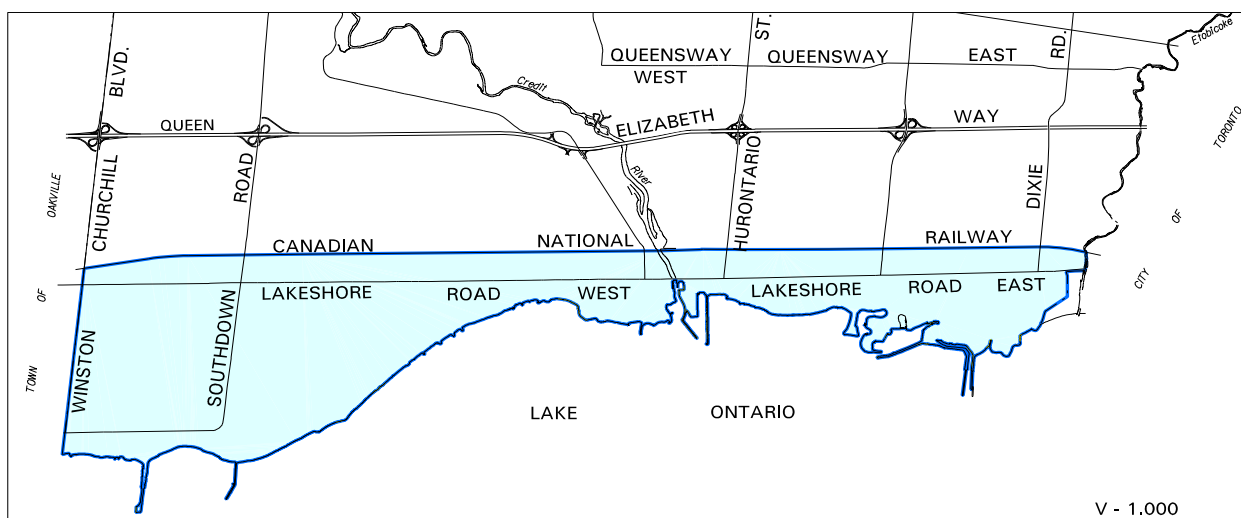 QUEENSWAY WEST
QUEENSWAY EAST
BLVD.
ST.
RD.
Etobicoke
Credit
River
QUEEN ELIZABETH WAY
TORONTO
OF
CITY
OAKVILLE
OF
TOWN
CHURCHILL
WINSTON
ROAD
SOUTHDOWN
HURONTARIO
DIXIE
CANADIAN NATIONAL RAILWAY
LAKESHORE ROAD WEST
LAKESHORE ROAD EAST
LAKE ONTARIO
V - 1.000